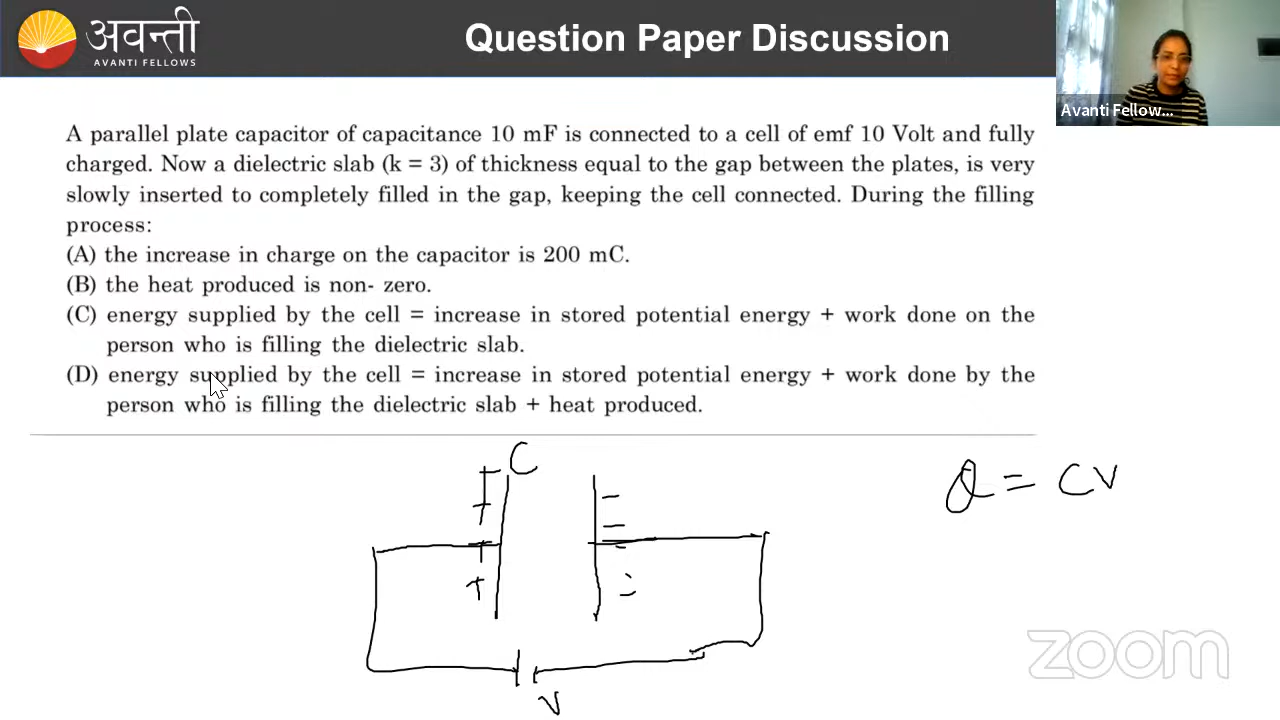 अवन्ती
AVANTI FELLOWS
Question Paper Discussion
Avanti Fellow...
A parallel plate capacitor of capacitance 10 mF is connected to a cell of emf 10 Volt and fully
charged. Now a dielectric slab (k = 3) of thickness equal to the gap between the plates, is very
slowly inserted to completely filled in the gap, keeping the cell connected. During the filling
process:
(A) the increase in charge on the capacitor is 200 mC.
(B) the heat produced is non- zero.
(C) energy supplied by the cell = increase in stored potential energy + work done on the
person who is filling the dielectric slab.
(D) energy supplied by the cell = increase in stored potential energy + work done by the
person who is filling the dielectric slab + heat produced.
C
Q = CV
V
zoom